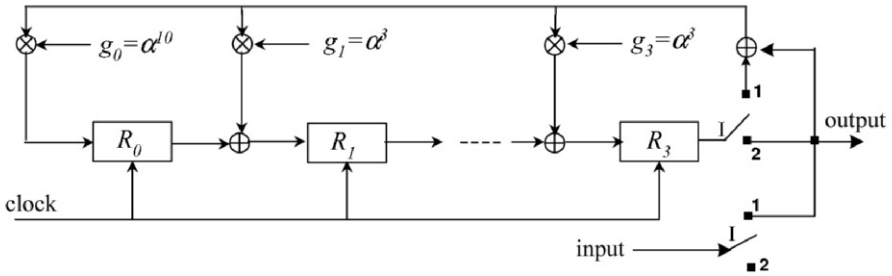 g₀=α¹⁰ g₁=α³ g₃=α³
1
I
output
R₀ R₁ ---- R₃
2
clock
1
I
input
2